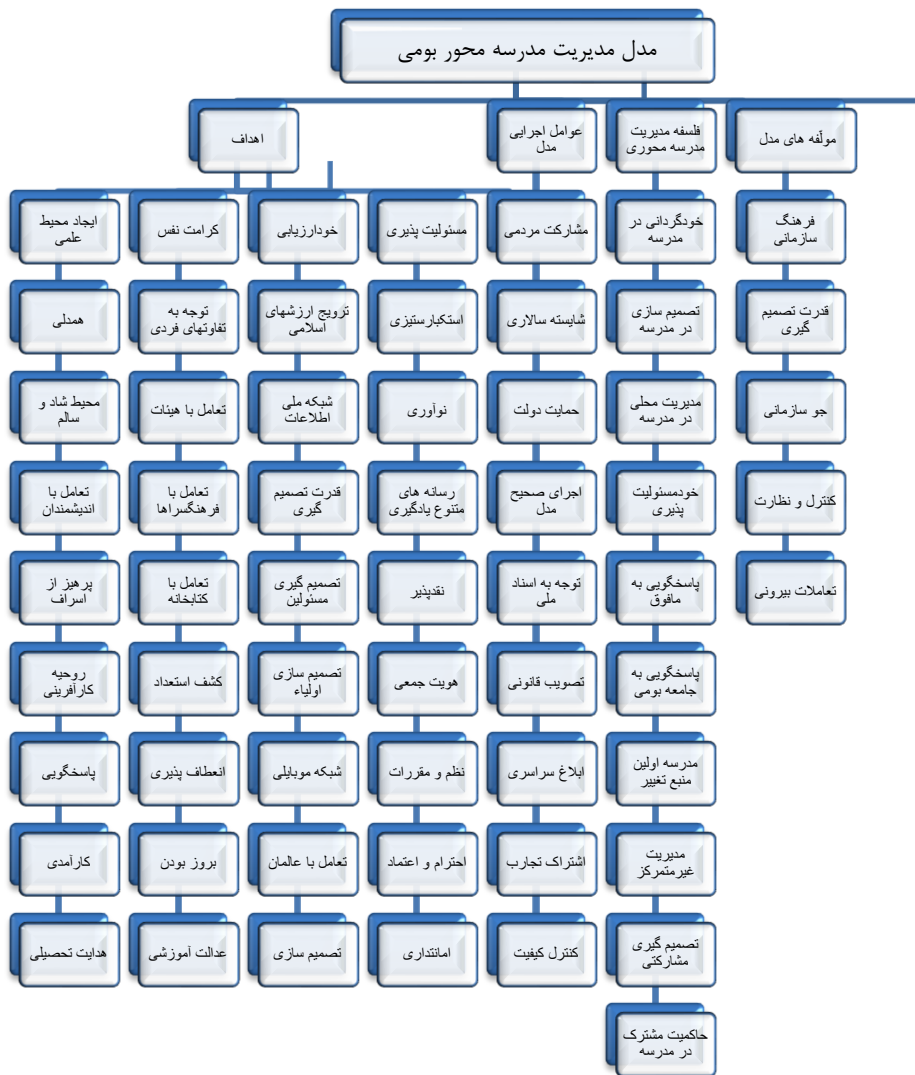 مدل مدیریت مدرسه محور بومی
مولّفه های مدل
فلسفه مدیریت
مدرسه محوری
عوامل اجرایی
مدل
اهداف
فرهنگ
سازمانی
قدرت تصمیم
گیری
جو سازمانی
کنترل و نظارت
تعاملات بیرونی
خودگردانی در
مدرسه
تصمیم سازی
در مدرسه
مدیریت محلی
در مدرسه
خودمسئولیت
پذیری
پاسخگویی به
مافوق
پاسخگویی به
جامعه بومی
مدرسه اولین
منبع تغییر
مدیریت
غیرمتمرکز
تصمیم گیری
مشارکتی
حاکمیت مشترک
در مدرسه
مشارکت مردمی
شایسته سالاری
حمایت دولت
اجرای صحیح
مدل
توجه به اسناد
ملی
تصویب قانونی
ابلاغ سراسری
اشتراک تجارب
کنترل کیفیت
مسئولیت پذیری
استکبارستیزی
نوآوری
رسانه های
متنوع یادگیری
نقدپذیر
هویت جمعی
نظم و مقررات
احترام و اعتماد
امانتداری
خودارزیابی
ترویج ارزشهای
اسلامی
شبکه ملی
اطلاعات
قدرت تصمیم
گیری
تصمیم گیری
مسئولین
تصمیم سازی
اولیاء
شبکه موبایلی
تعامل با عالمان
تصمیم سازی
کرامت نفس
توجه به
تفاوتهای فردی
تعامل با هیئات
تعامل با
فرهنگسراها
تعامل با
کتابخانه
کشف استعداد
انعطاف پذیری
بروز بودن
عدالت آموزشی
ایجاد محیط
علمی
همدلی
محیط شاد و
سالم
تعامل با
اندیشمندان
پرهیز از
اسراف
روحیه
کارآفرینی
پاسخگویی
کارآمدی
هدایت تحصیلی